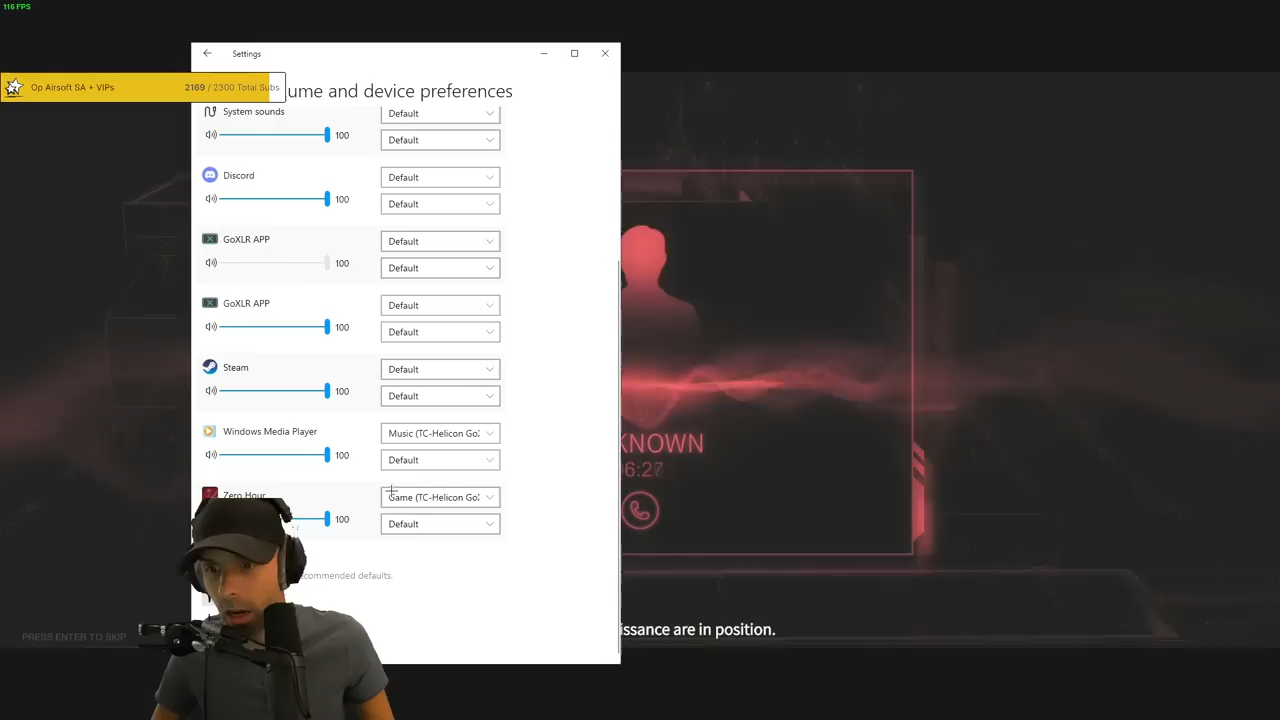 116 FPS
Settings
Op Airsoft SA + VIPs 2169 / 2300 Total Subs
ume and device preferences
System sounds
Default
100
Default
Discord
Default
100
Default
GoXLR APP
Default
100
Default
GoXLR APP
Default
100
Default
Steam
Default
100
Default
Windows Media Player
Music (TC-Helicon Go
100
Default
Zero Hour
Game (TC-Helicon Go
100
Default
commended defaults.
KNOWN
6:27
PRESS ENTER TO SKIP
issance are in position.